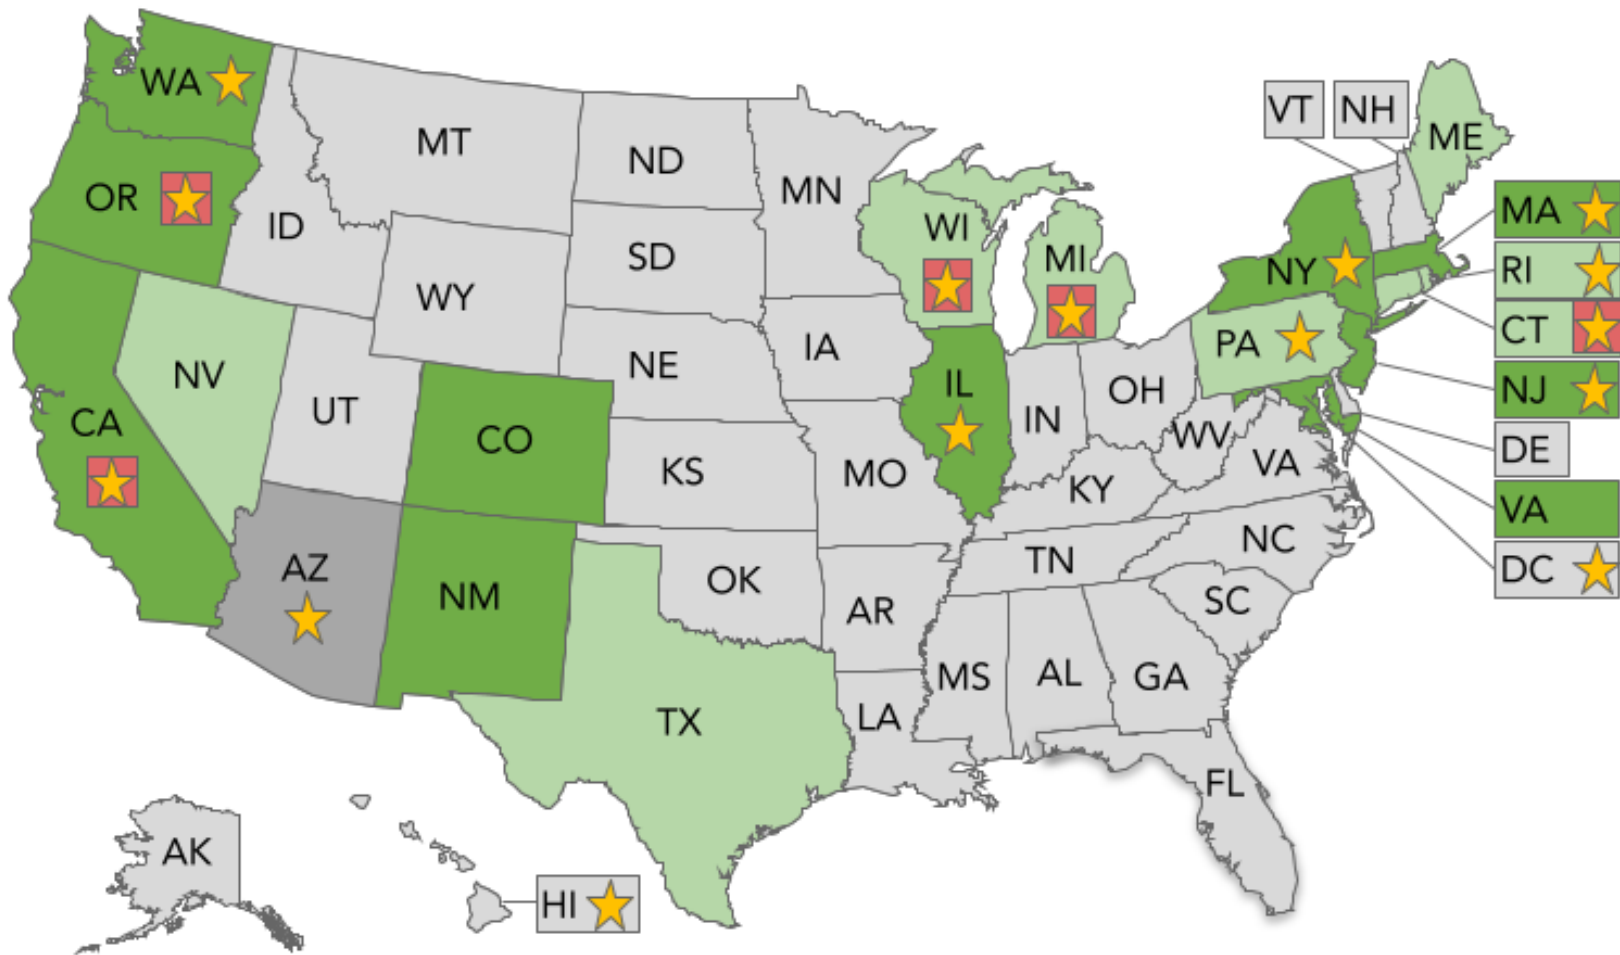 WA
MT
ND
MN
VT
NH
ME
OR
ID
SD
WI
MI
NY
MA
RI
CT
NJ
DE
VA
DC
WY
NV
UT
CO
NE
IA
IL
IN
OH
PA
WV
VA
CA
KS
MO
KY
AZ
NM
OK
AR
TN
NC
SC
TX
LA
MS
AL
GA
FL
AK
HI